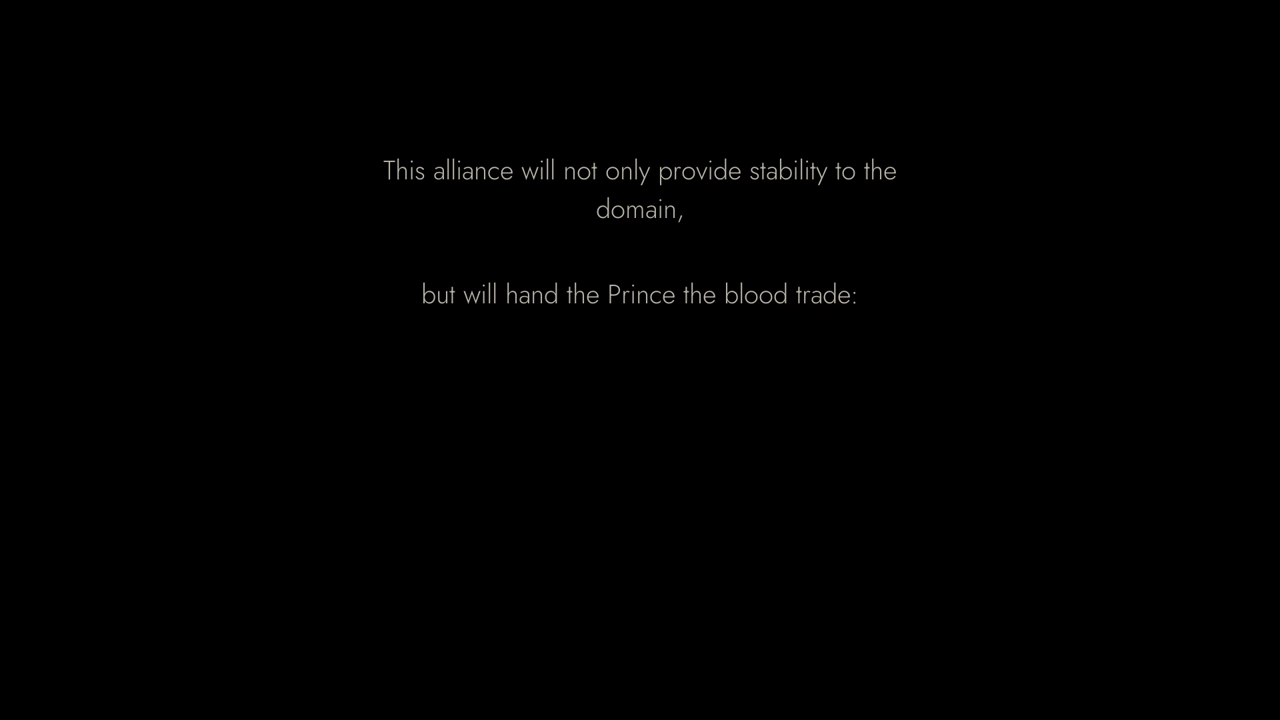 This alliance will not only provide stability to the
domain,
but will hand the Prince the blood trade: